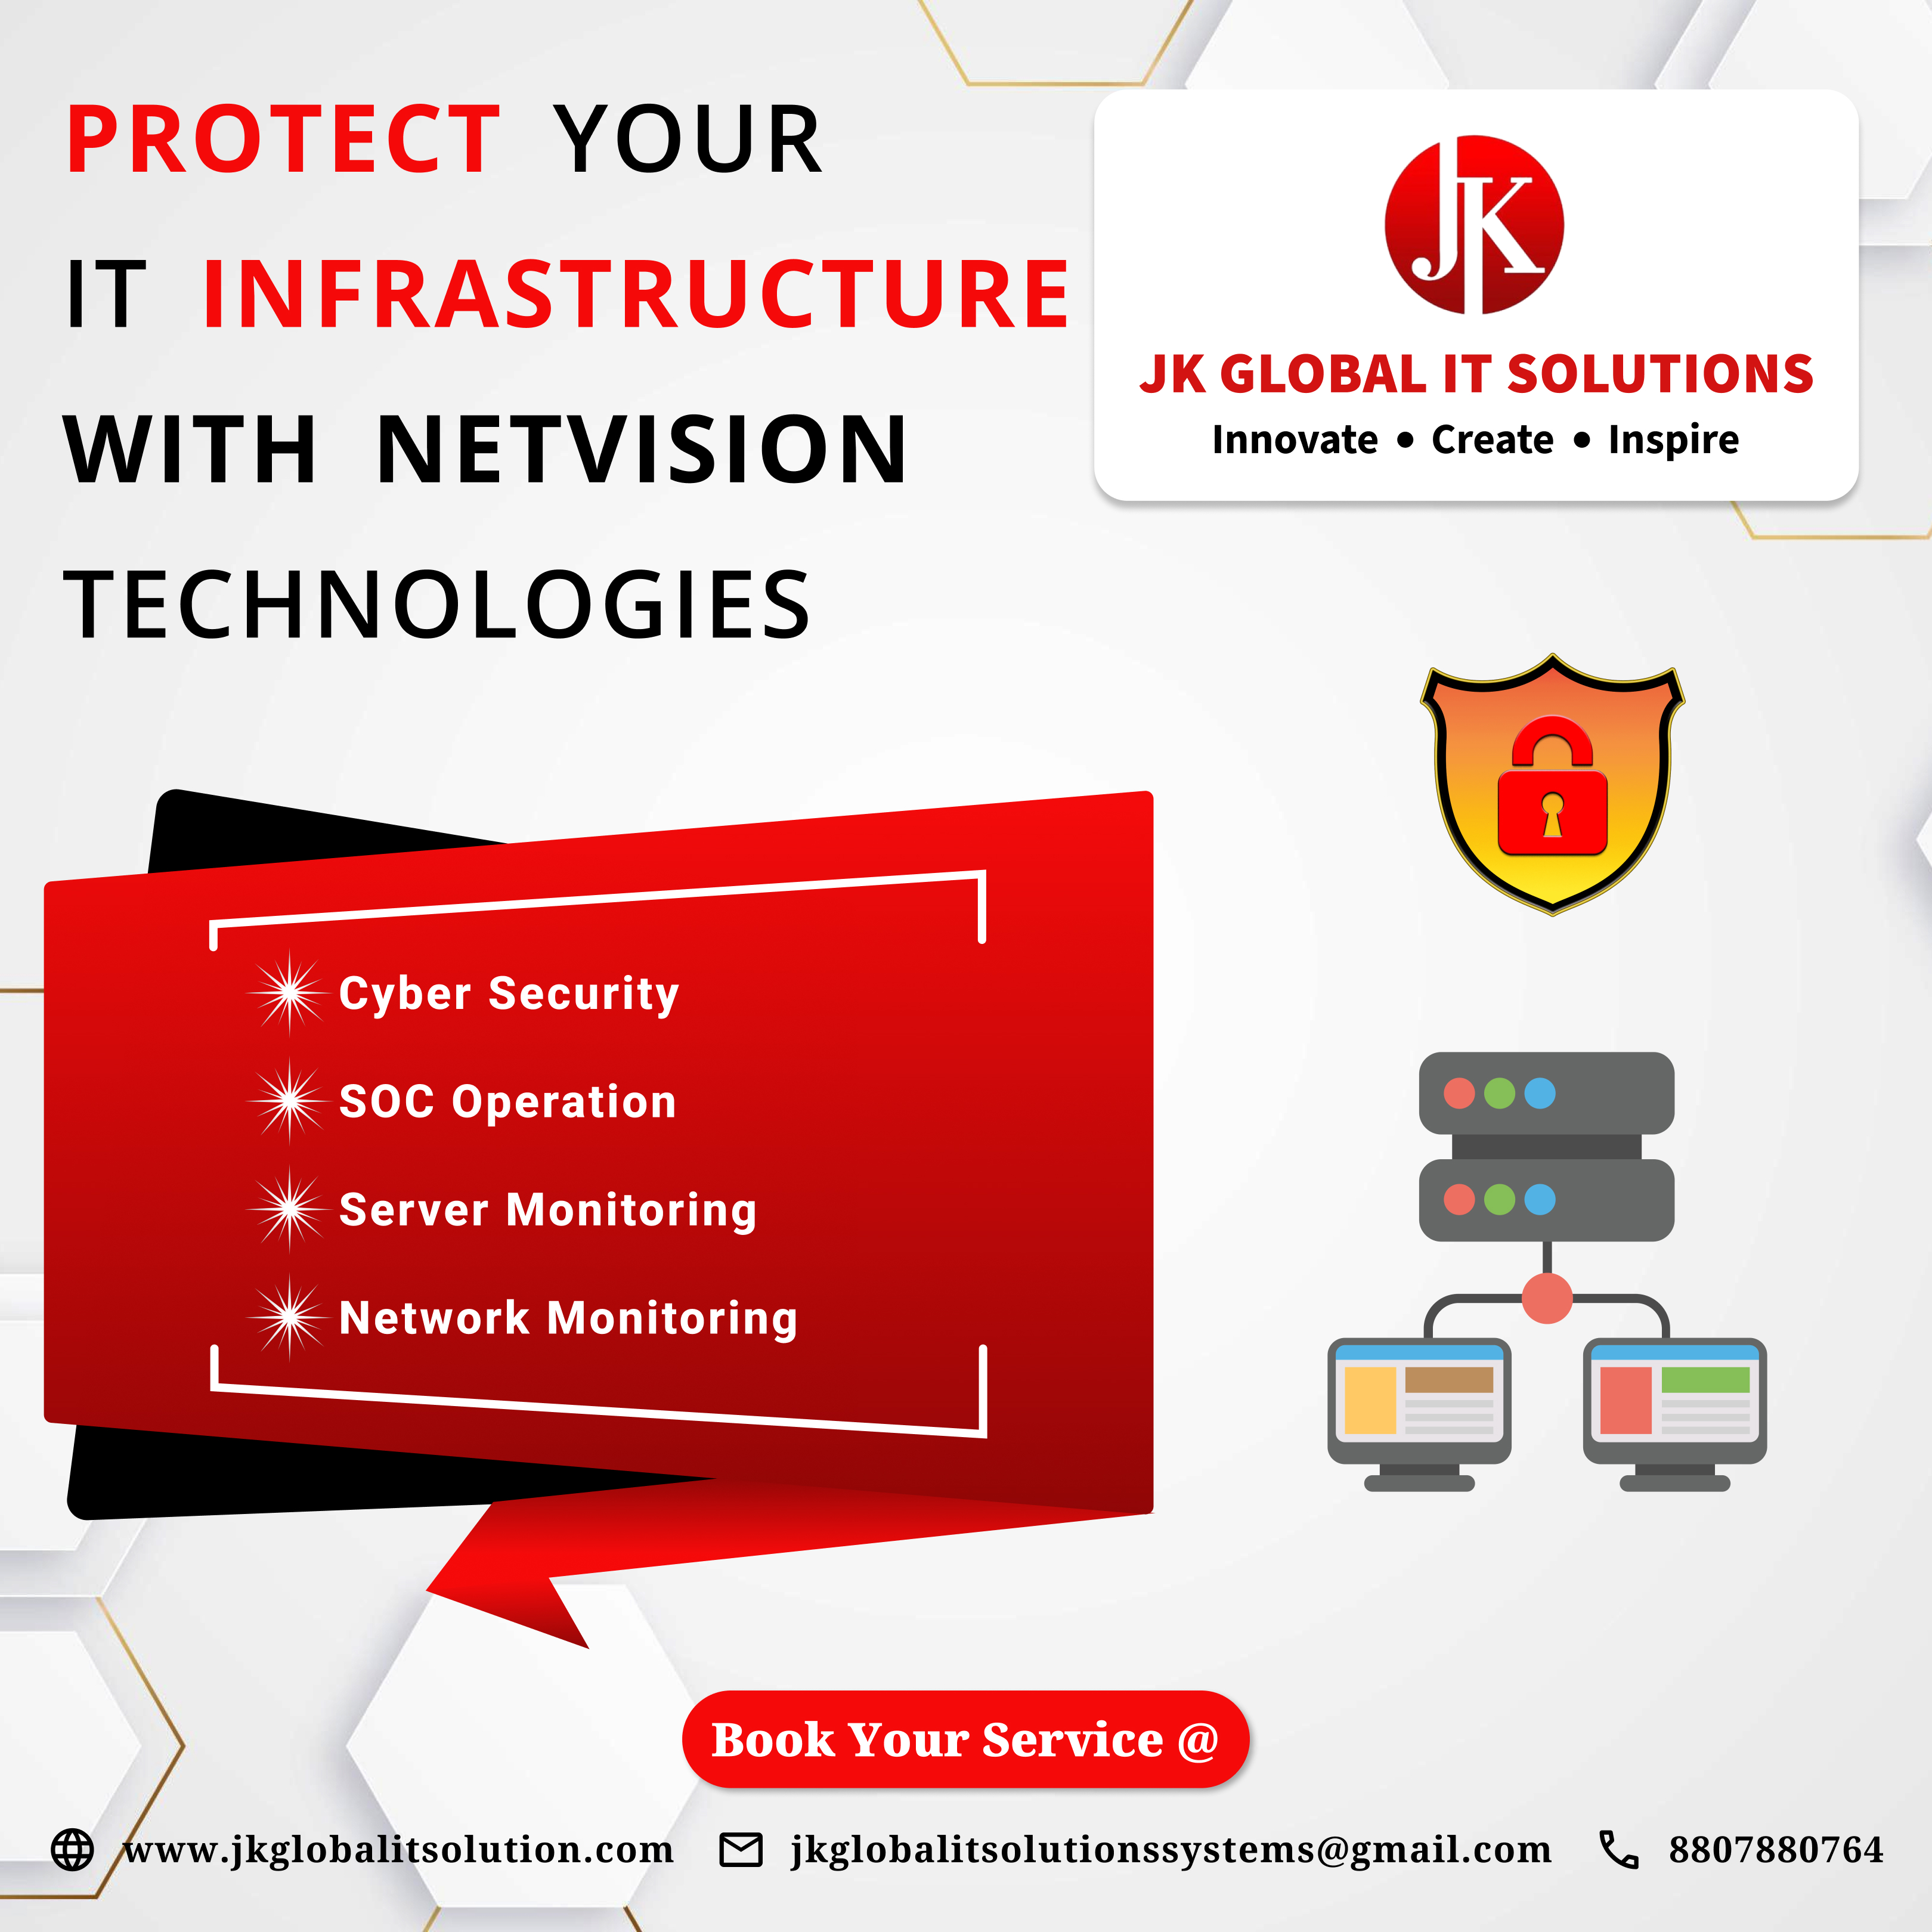 PROTECT YOUR
IT INFRASTRUCTURE
WITH NETVISION
TECHNOLOGIES
JK
JK GLOBAL IT SOLUTIONS
Innovate • Create • Inspire
Cyber Security
SOC Operation
Server Monitoring
Network Monitoring
Book Your Service @
www.jkglobalitsolution.com
jkglobalitsolutionssystems@gmail.com
8807880764